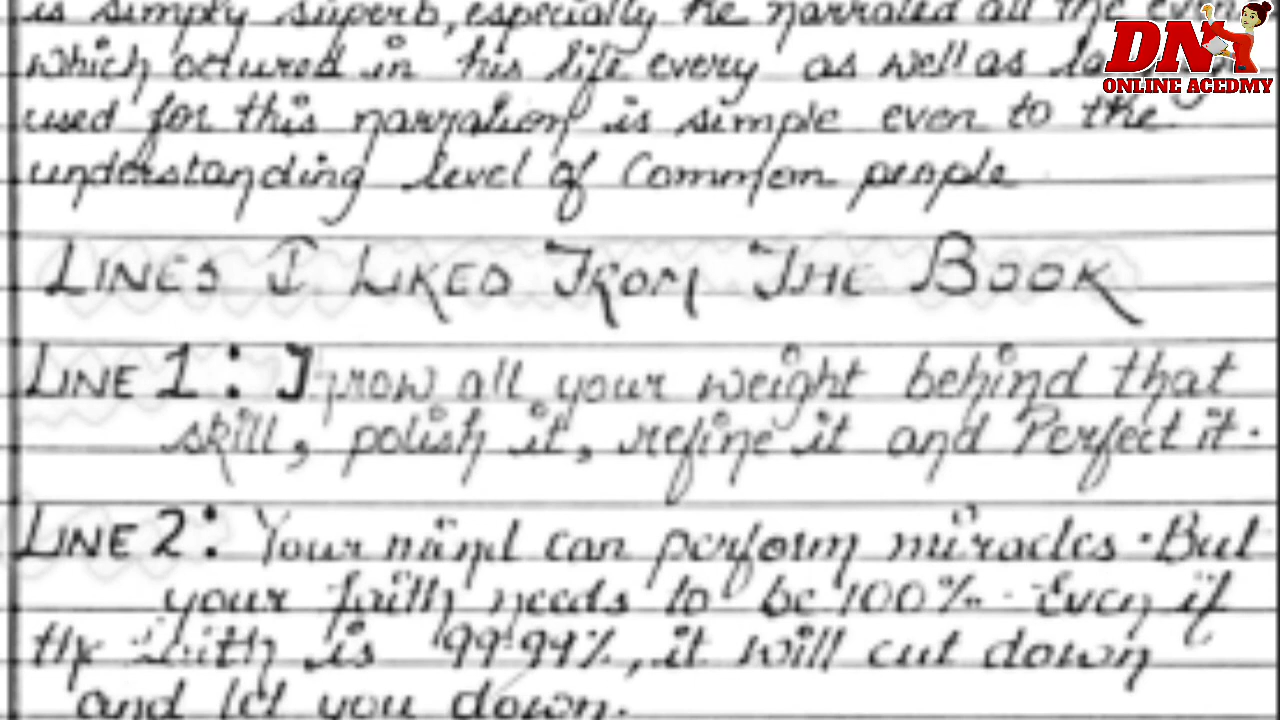 is simply superb, especially he narrated all the
which occured in his life every as well as
used for this narration is simple even to the
understanding level of Common people
LINES I LIKED FROM THE BOOK
LINE 1: Throw all your weight behind that
skill, polish it, refine it and Perfect it.
LINE 2: Your mind can perform miracles. But
your faith needs to be 100%. Even if
the faith is 99.99%, it will cut down
and let you down.
DNA
ONLINE ACEDMY